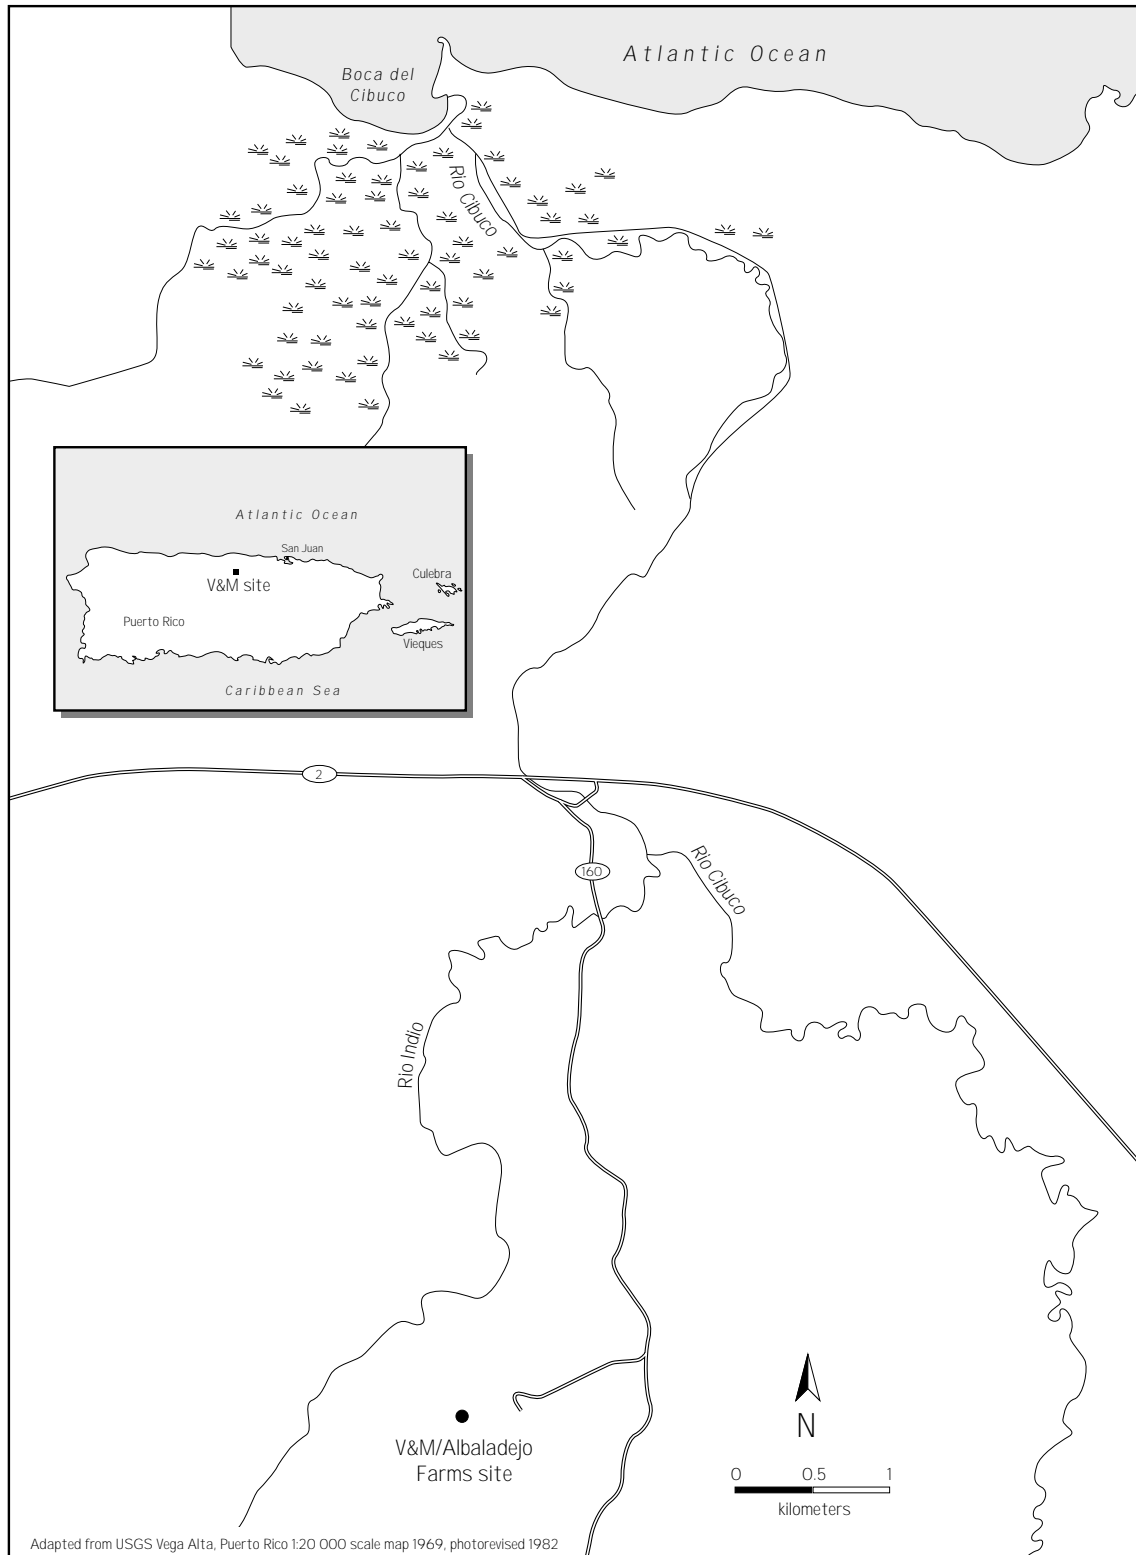 Atlantic Ocean
Boca del
Cibuco
Rio Cibuco
Atlantic Ocean
San Juan
Culebra
V&M site
Puerto Rico
Vieques
Caribbean Sea
2
160
Rio Cibuco
Rio Indio
N
V&M/Albaladejo
Farms site
0 0.5 1
kilometers
Adapted from USGS Vega Alta, Puerto Rico 1:20 000 scale map 1969, photorevised 1982